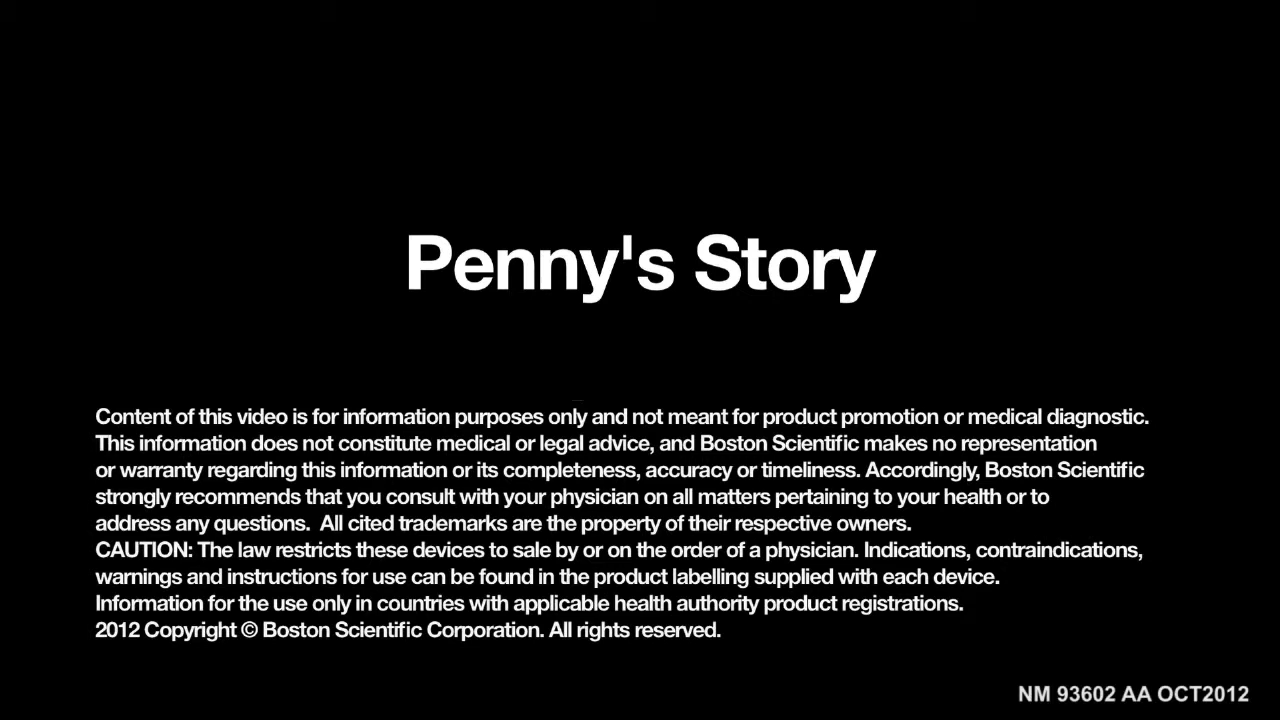 Penny's Story
Content of this video is for information purposes only and not meant for product promotion or medical diagnostic.
This information does not constitute medical or legal advice, and Boston Scientific makes no representation
or warranty regarding this information or its completeness, accuracy or timeliness. Accordingly, Boston Scientific
strongly recommends that you consult with your physician on all matters pertaining to your health or to
address any questions.  All cited trademarks are the property of their respective owners.
CAUTION: The law restricts these devices to sale by or on the order of a physician. Indications, contraindications,
warnings and instructions for use can be found in the product labelling supplied with each device.
Information for the use only in countries with applicable health authority product registrations.
2012 Copyright © Boston Scientific Corporation. All rights reserved.
NM 93602 AA OCT2012